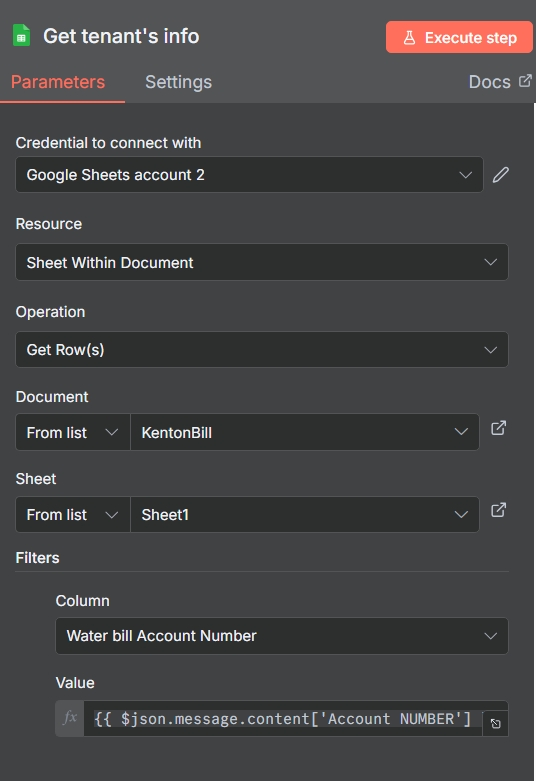 Get tenant's info
Execute step
Parameters Settings Docs
Credential to connect with
Google Sheets account 2
Resource
Sheet Within Document
Operation
Get Row(s)
Document
From list KentonBill
Sheet
From list Sheet1
Filters
Column
Water bill Account Number
Value
fx {{ $json.message.content['Account NUMBER']